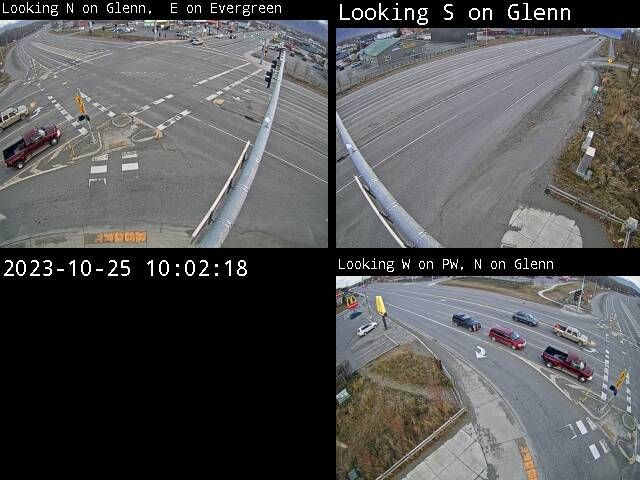 Looking N on Glenn, E on Evergreen
Looking S on Glenn
2023-10-25 10:02:18
Looking W on PW, N on Glenn